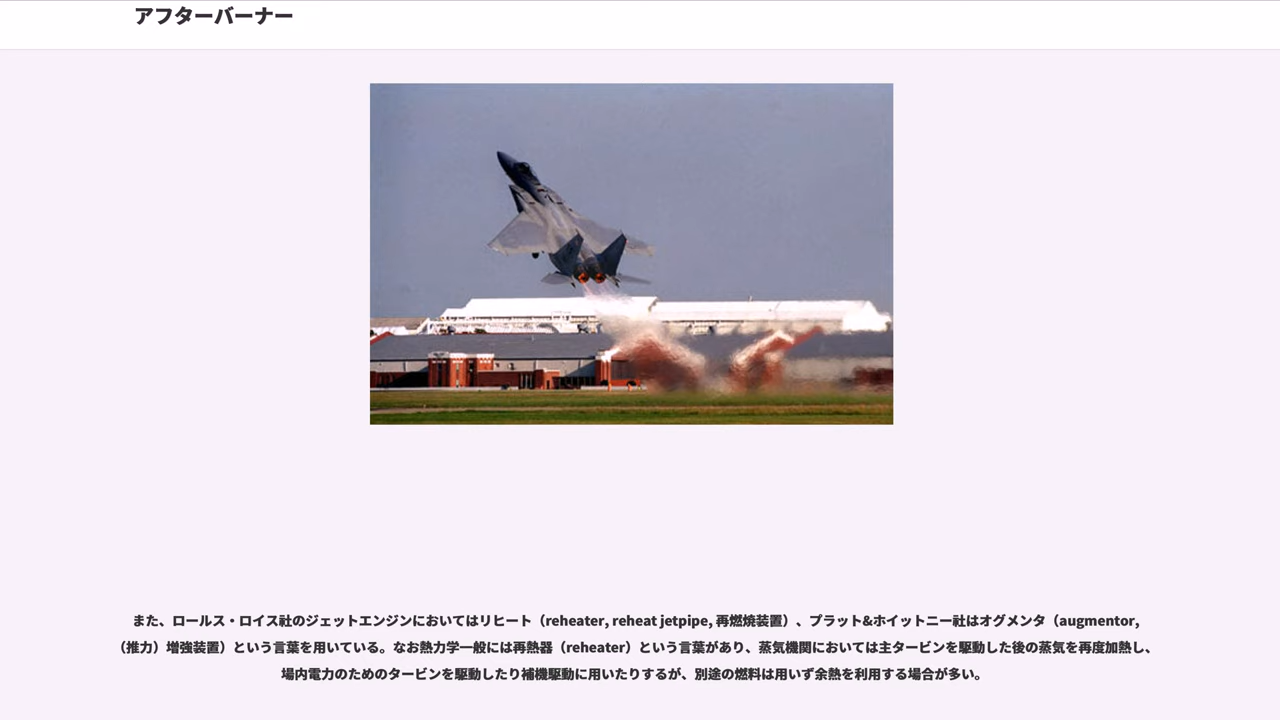 アフターバーナー
また、ロールス・ロイス社のジェットエンジンにおいてはリヒート（reheater, reheat jetpipe, 再燃焼装置）、プラット&ホイットニー社はオグメンタ（augmentor,
（推力）増強装置）という言葉を用いている。なお熱力学一般には再熱器（reheater）という言葉があり、蒸気機関においては主タービンを駆動した後の蒸気を再度加熱し、
場内電力のためのタービンを駆動したり補機駆動に用いたりするが、別途の燃料は用いず余熱を利用する場合が多い。